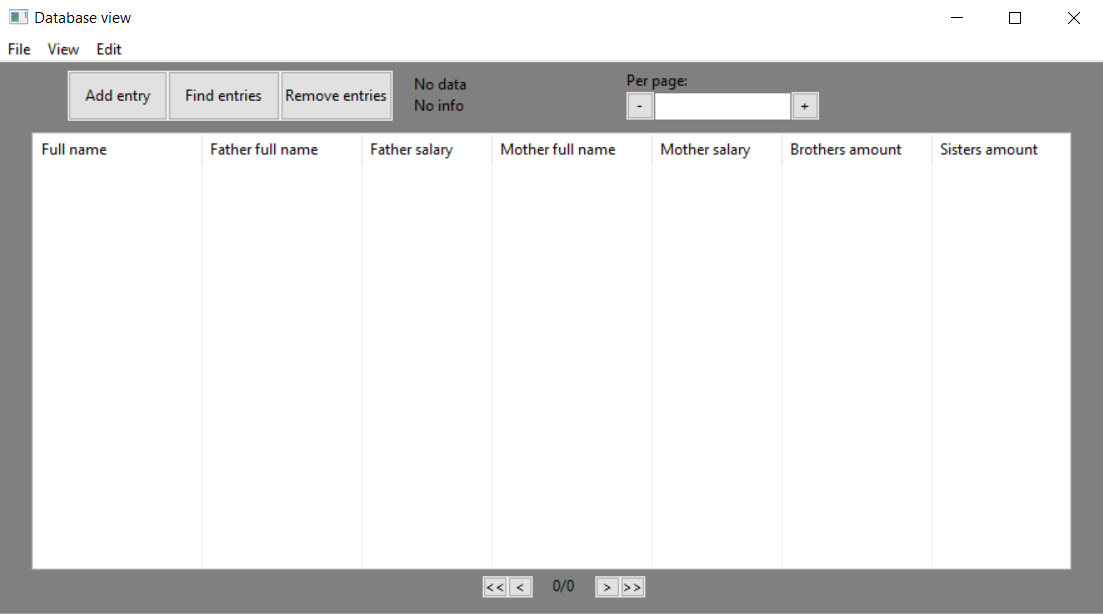 Database view
File View Edit
Add entry Find entries Remove entries No data Per page:
No info - +
Full name Father full name Father salary Mother full name Mother salary Brothers amount Sisters amount
<< < 0/0 > >>